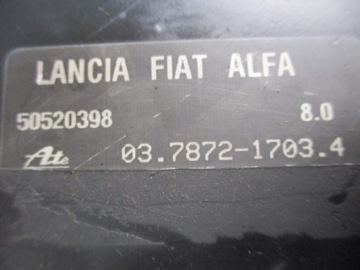 LANCIA FIAT ALFA
50520398 8.0
Ate 03.7872-1703.4